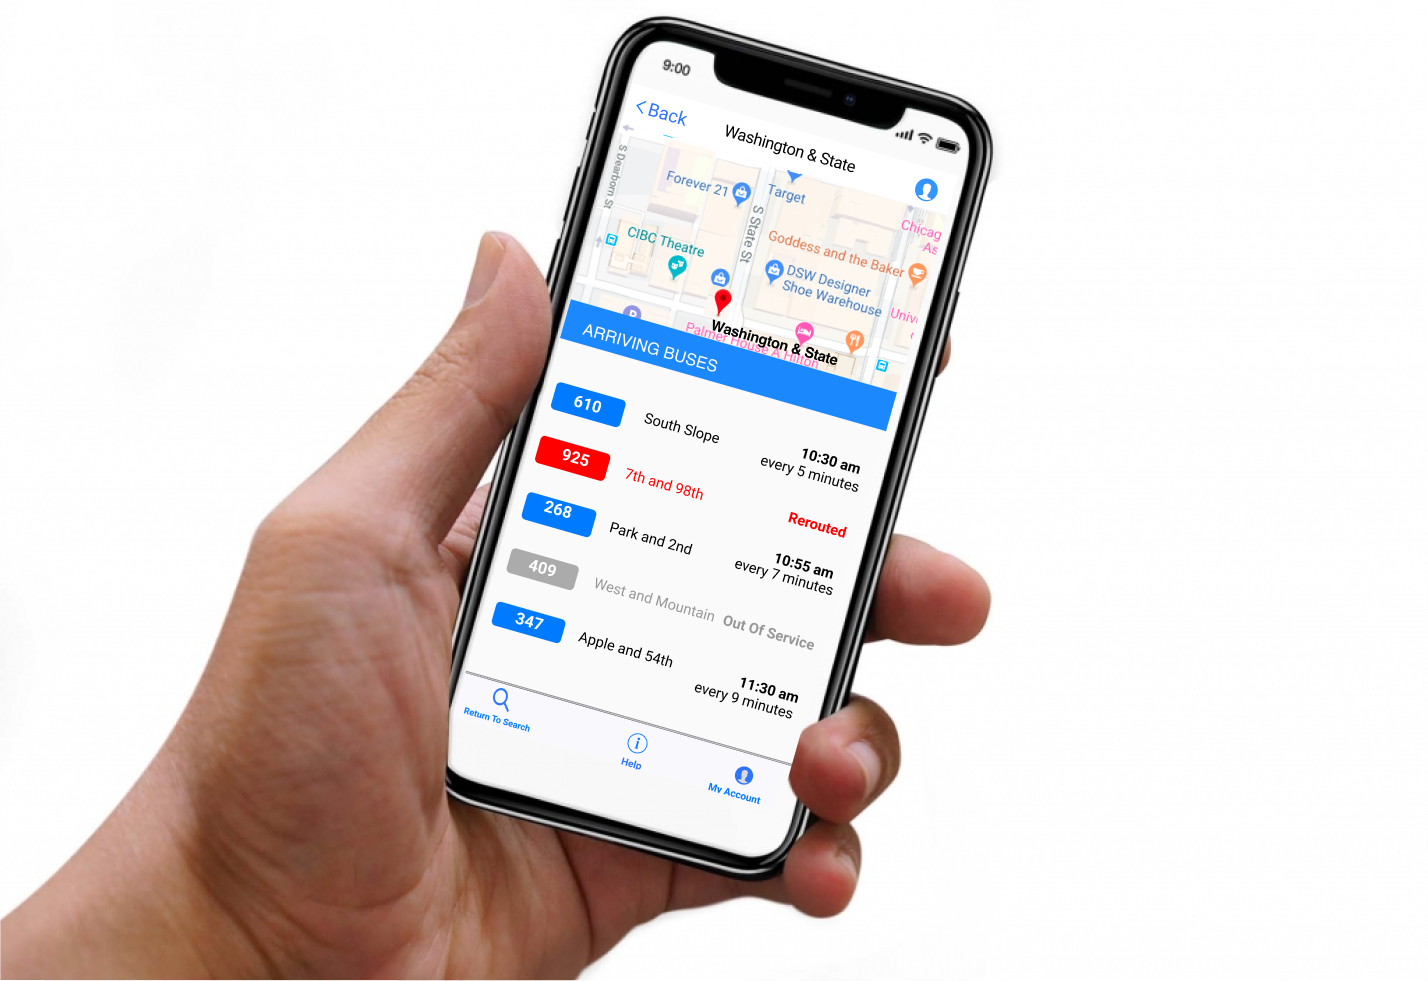 9:00
Back
Washington & State
S Dearborn St
Forever 21
Target
S State St
Chicag
As
CIBC Theatre
Goddess and the Baker
DSW Designer
Shoe Warehouse
Univ
P
Palmer House A Hilton
Washington & State
ARRIVING BUSES
610
South Slope
10:30 am
every 5 minutes
925
7th and 98th
Rerouted
268
Park and 2nd
10:55 am
every 7 minutes
409
West and Mountain
Out Of Service
347
Apple and 54th
11:30 am
every 9 minutes
Return To Search
Help
My Account